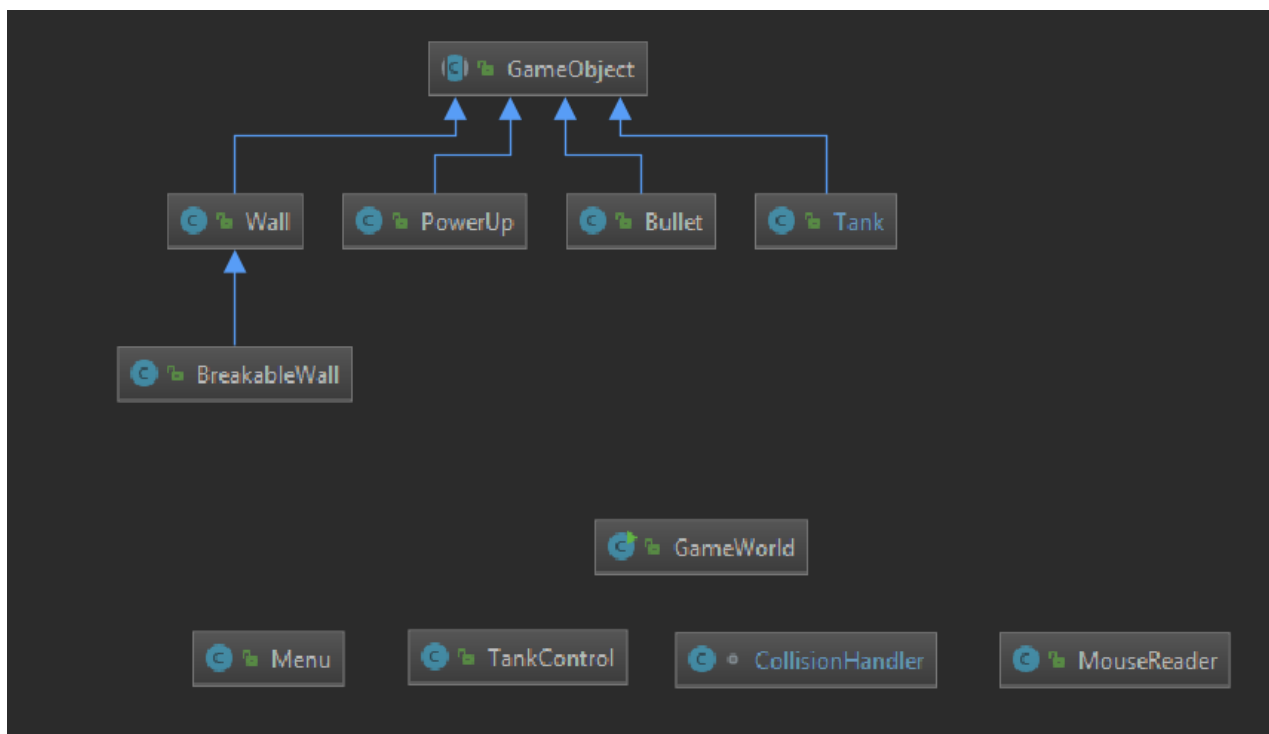 GameObject
Wall
PowerUp
Bullet
Tank
BreakableWall
GameWorld
Menu
TankControl
CollisionHandler
MouseReader